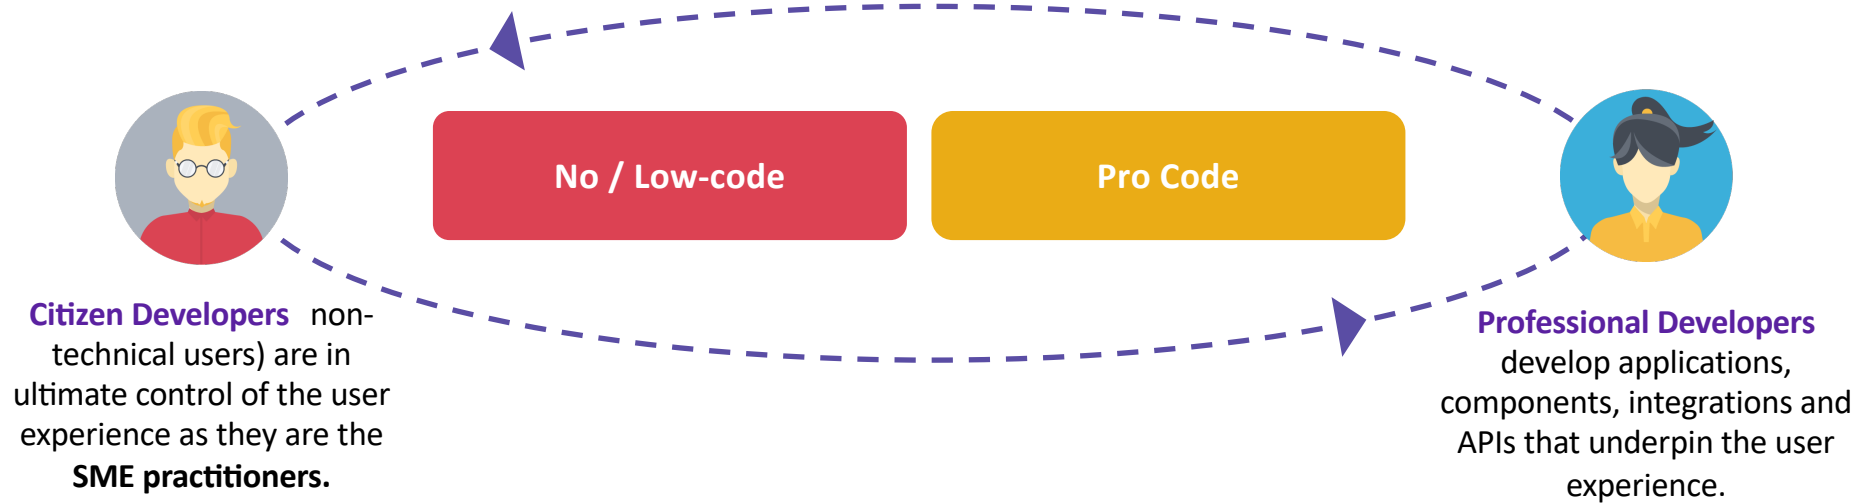 No / Low-code
Pro Code
Citizen Developers non-
technical users) are in
ultimate control of the user
experience as they are the
SME practitioners.
Professional Developers
develop applications,
components, integrations and
APIs that underpin the user
experience.